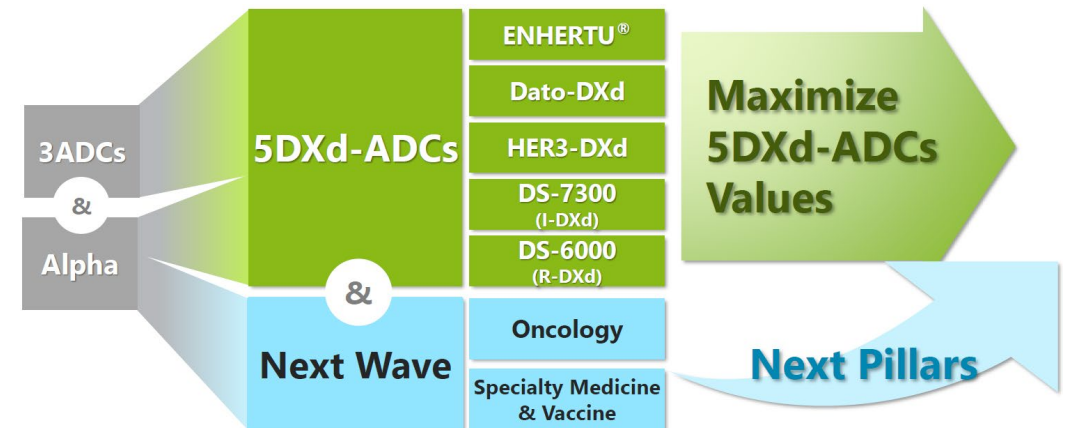 3ADCs
&
Alpha
5DXd-ADCs
&
Next Wave
ENHERTU®
Dato-DXd
HER3-DXd
DS-7300
(I-DXd)
DS-6000
(R-DXd)
Oncology
Specialty Medicine
& Vaccine
Maximize
5DXd-ADCs
Values
Next Pillars